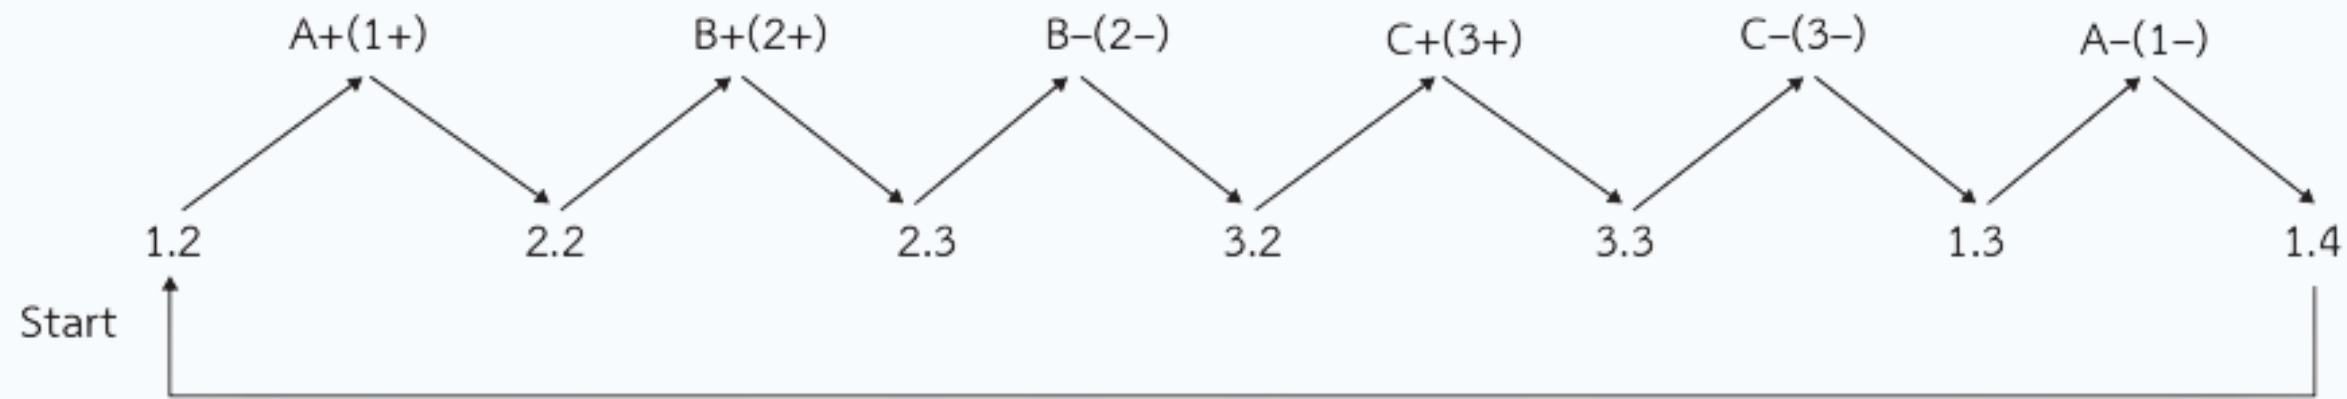 A+(1+) B+(2+) B–(2–) C+(3+) C–(3–) A–(1–)
1.2 2.2 2.3 3.2 3.3 1.3 1.4
Start